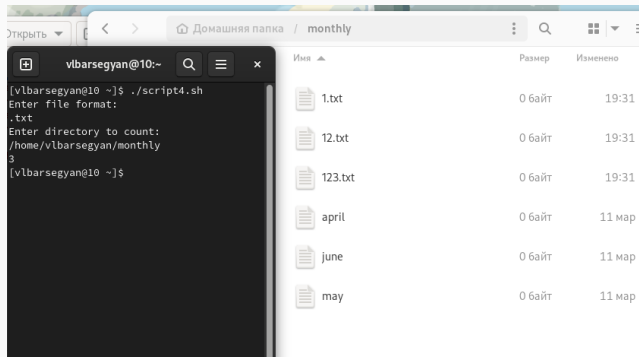 Открыть
Домашняя папка / monthly
vlbarsegyan@10:~
[vlbarsegyan@10 ~]$ ./script4.sh
Enter file format:
.txt
Enter directory to count:
/home/vlbarsegyan/monthly
3
[vlbarsegyan@10 ~]$
Имя Размер Изменено
1.txt 0 байт 19:31
12.txt 0 байт 19:31
123.txt 0 байт 19:31
april 0 байт 11 мар
june 0 байт 11 мар
may 0 байт 11 мар